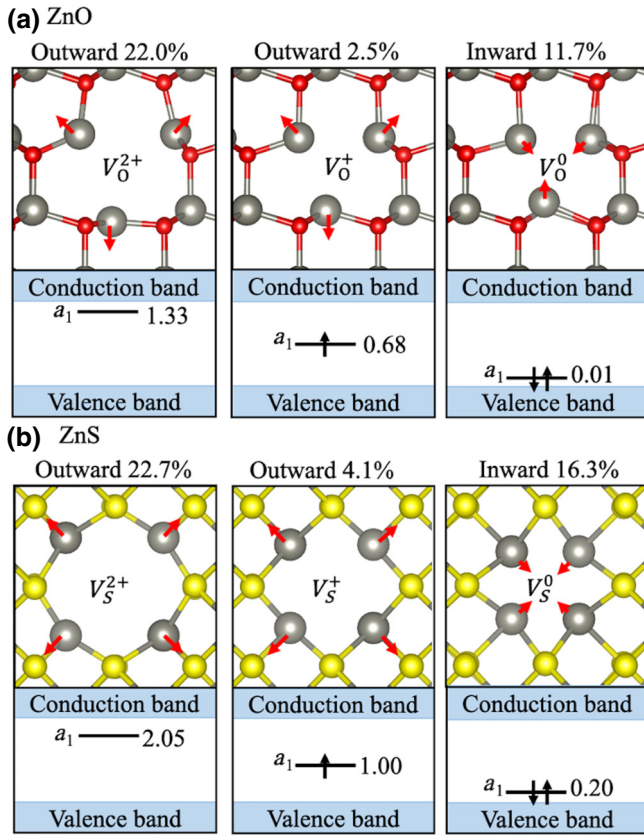 (a) ZnO
Outward 22.0% Outward 2.5% Inward 11.7%
V_O^{2+} V_O^{+} V_O^{0}
Conduction band Conduction band Conduction band
a₁ 1.33
a₁ 0.68
a₁ 0.01
Valence band Valence band Valence band
(b) ZnS
Outward 22.7% Outward 4.1% Inward 16.3%
V_S^{2+} V_S^{+} V_S^{0}
Conduction band Conduction band Conduction band
a₁ 2.05
a₁ 1.00
a₁ 0.20
Valence band Valence band Valence band